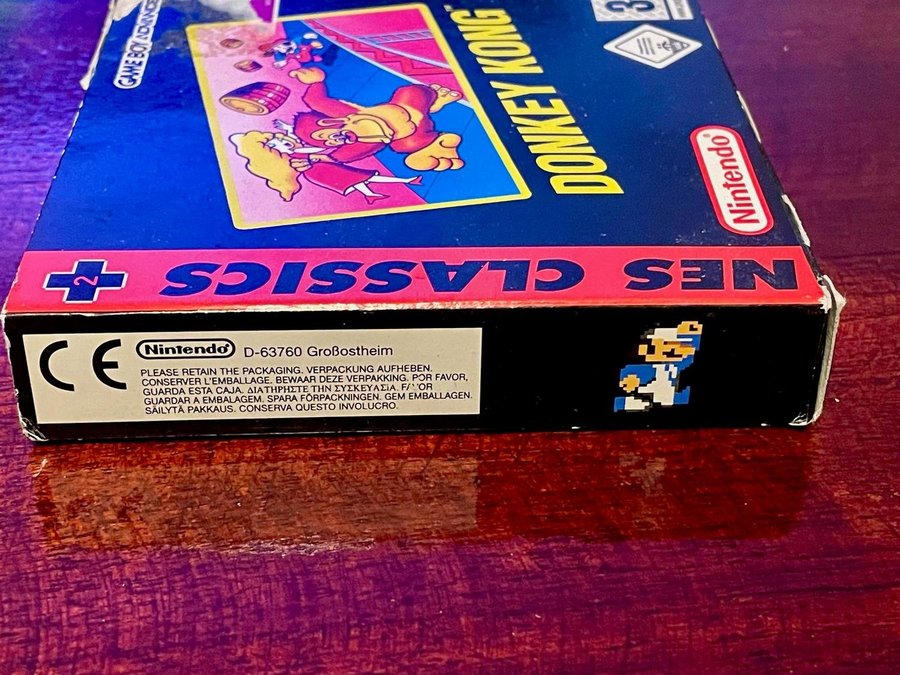 GAME BOY ADVANCE
DONKEY KONG™
3
Nintendo
NES CLASSICS
2
CE Nintendo D-63760 Großostheim
PLEASE RETAIN THE PACKAGING. VERPACKUNG AUFHEBEN.
CONSERVER L'EMBALLAGE. BEWAAR DEZE VERPAKKING. POR FAVOR,
GUARDA ESTA CAJA. ΔΙΑΤΗΡΗΣΤΕ ΤΗΝ ΣΥΣΚΕΥΑΣΙΑ. FAVOR
GUARDAR A EMBALAGEM. SPARA FÖRPACKNINGEN. GEM EMBALLAGEN.
SÄILYTÄ PAKKAUS. CONSERVA QUESTO INVOLUCRO.